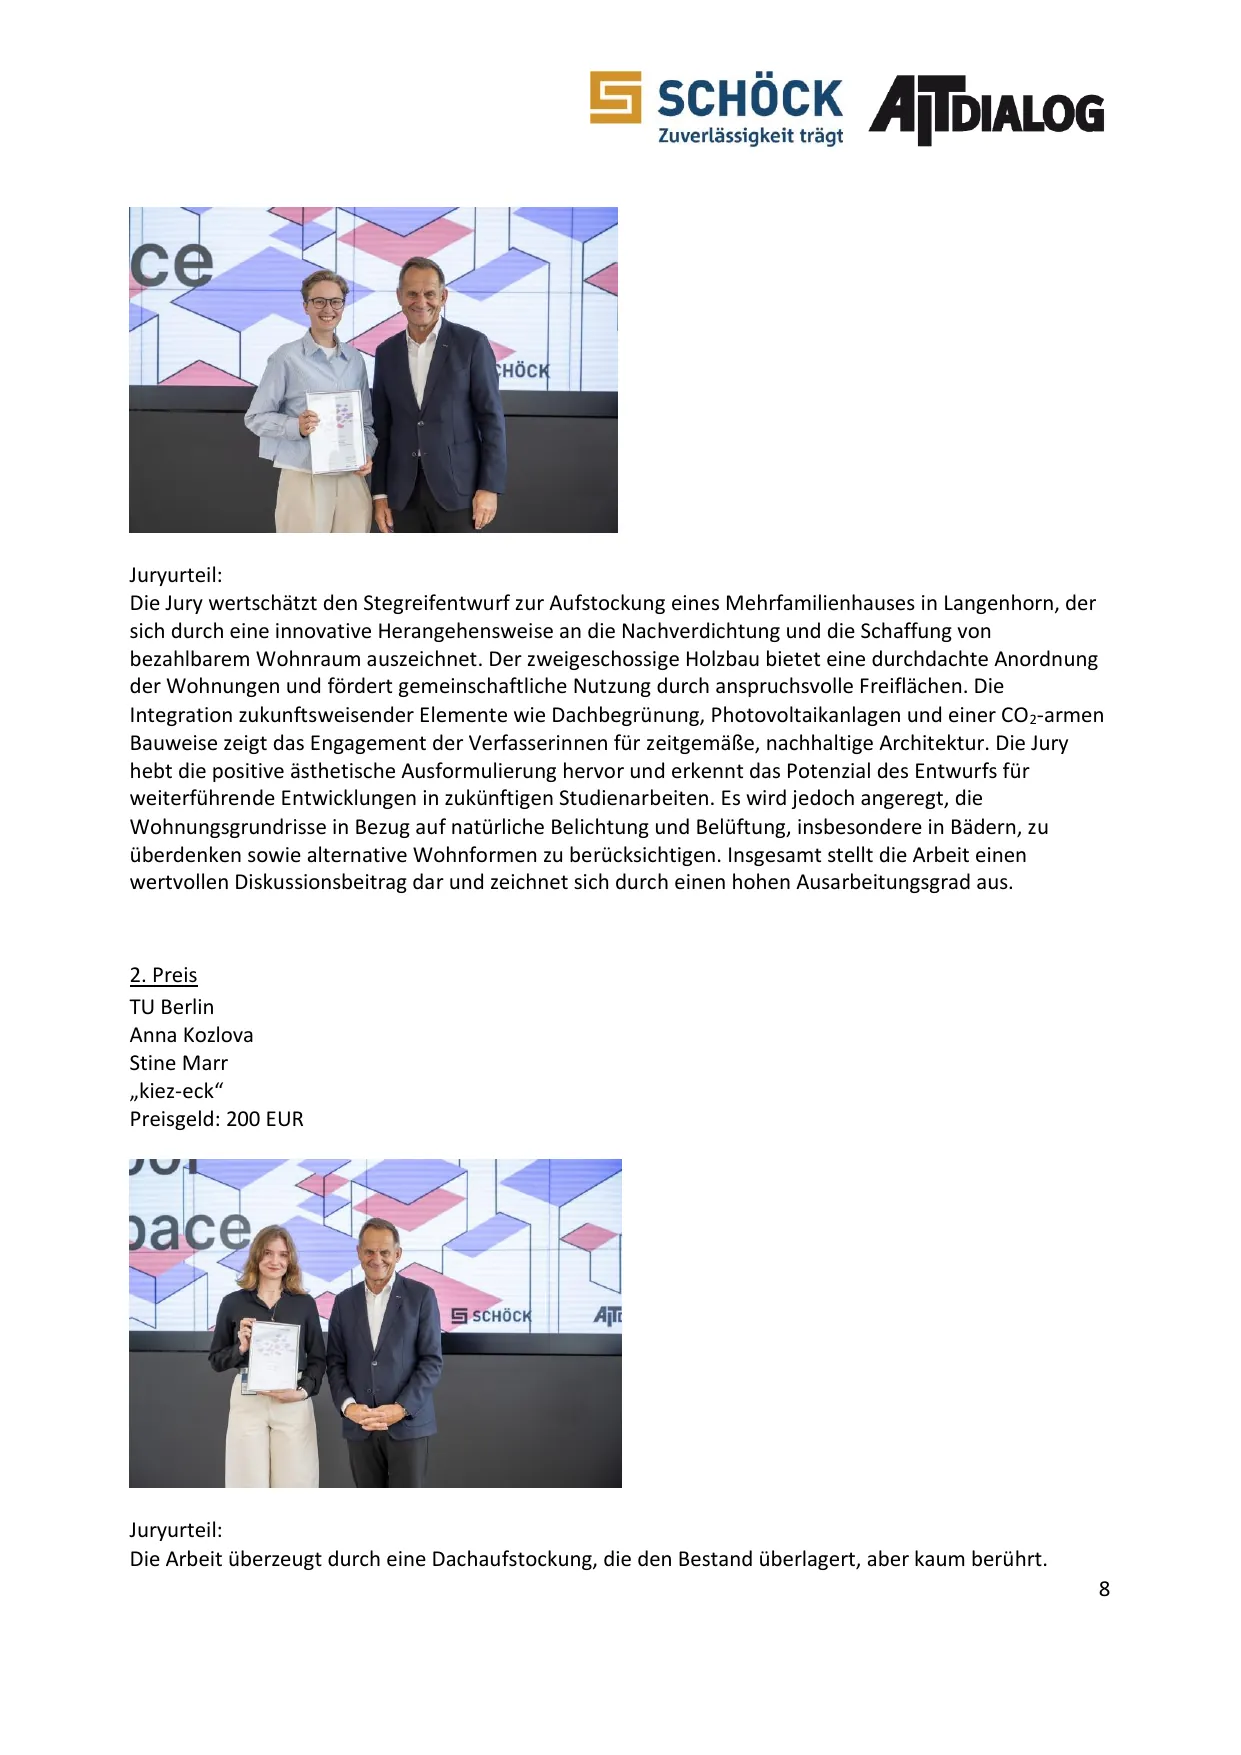 SCHÖCK
Zuverlässigkeit trägt
AITDIALOG
ce
CHÖCK
Juryurteil:
Die Jury wertschätzt den Stegreifentwurf zur Aufstockung eines Mehrfamilienhauses in Langenhorn, der
sich durch eine innovative Herangehensweise an die Nachverdichtung und die Schaffung von
bezahlbarem Wohnraum auszeichnet. Der zweigeschossige Holzbau bietet eine durchdachte Anordnung
der Wohnungen und fördert gemeinschaftliche Nutzung durch anspruchsvolle Freiflächen. Die
Integration zukunftsweisender Elemente wie Dachbegrünung, Photovoltaikanlagen und einer CO₂-armen
Bauweise zeigt das Engagement der Verfasserinnen für zeitgemäße, nachhaltige Architektur. Die Jury
hebt die positive ästhetische Ausformulierung hervor und erkennt das Potenzial des Entwurfs für
weiterführende Entwicklungen in zukünftigen Studienarbeiten. Es wird jedoch angeregt, die
Wohnungsgrundrisse in Bezug auf natürliche Belichtung und Belüftung, insbesondere in Bädern, zu
überdenken sowie alternative Wohnformen zu berücksichtigen. Insgesamt stellt die Arbeit einen
wertvollen Diskussionsbeitrag dar und zeichnet sich durch einen hohen Ausarbeitungsgrad aus.
2. Preis
TU Berlin
Anna Kozlova
Stine Marr
„kiez-eck“
Preisgeld: 200 EUR
pace
SCHÖCK
AIT
Juryurteil:
Die Arbeit überzeugt durch eine Dachaufstockung, die den Bestand überlagert, aber kaum berührt.
8